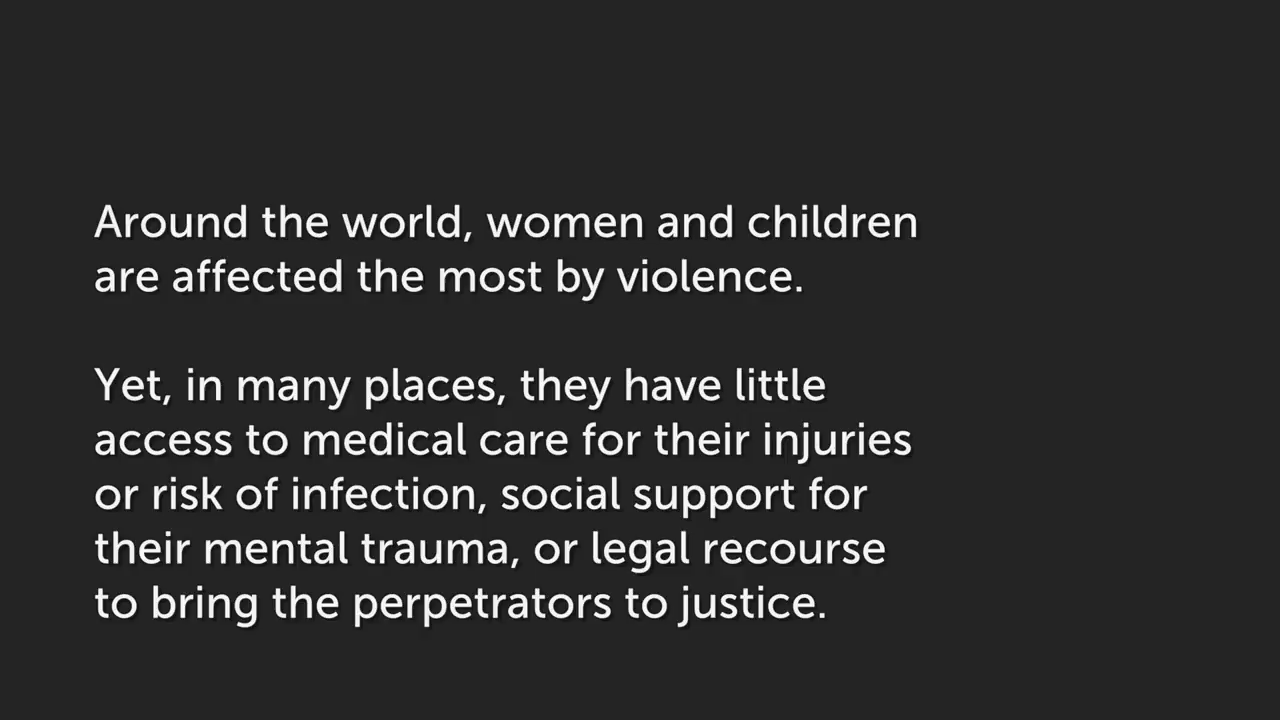 Around the world, women and children
are affected the most by violence.
Yet, in many places, they have little
access to medical care for their injuries
or risk of infection, social support for
their mental trauma, or legal recourse
to bring the perpetrators to justice.